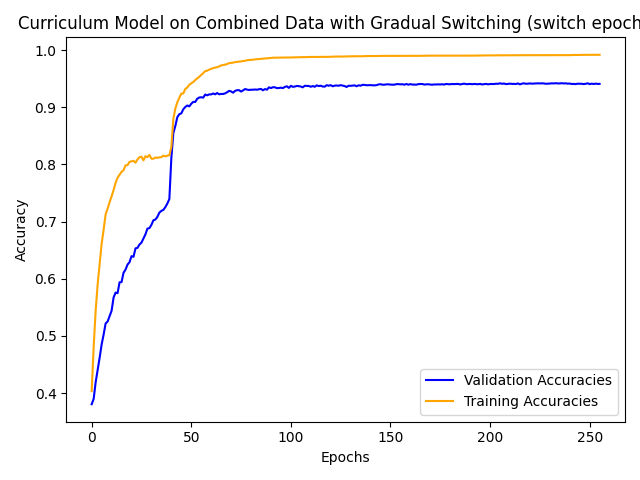 Curriculum Model on Combined Data with Gradual Switching (switch epoch
1.0
0.9
0.8
0.7
0.6
0.5
0.4
Accuracy
0
50
100
150
200
250
Epochs
Validation Accuracies
Training Accuracies